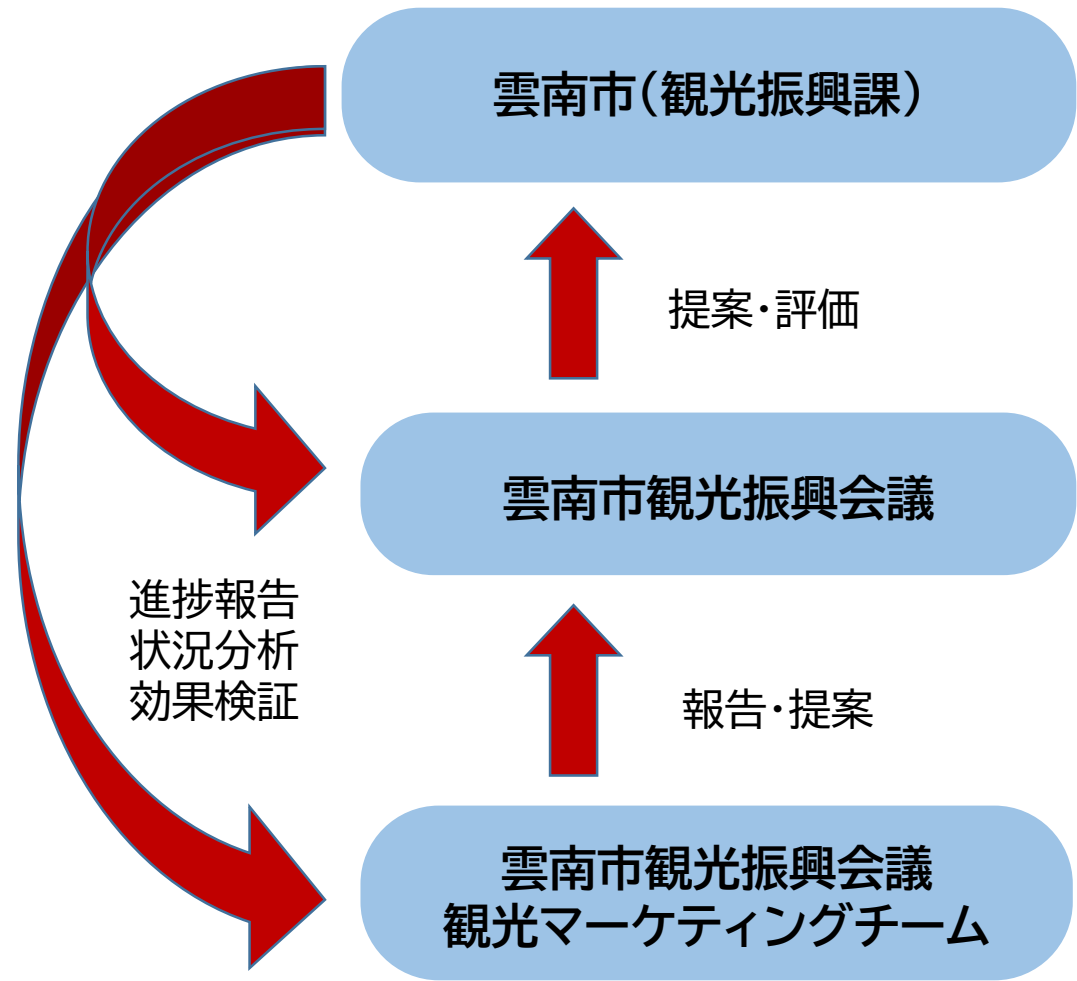 雲南市（観光振興課）
提案・評価
雲南市観光振興会議
進捗報告
状況分析
効果検証
報告・提案
雲南市観光振興会議
観光マーケティングチーム